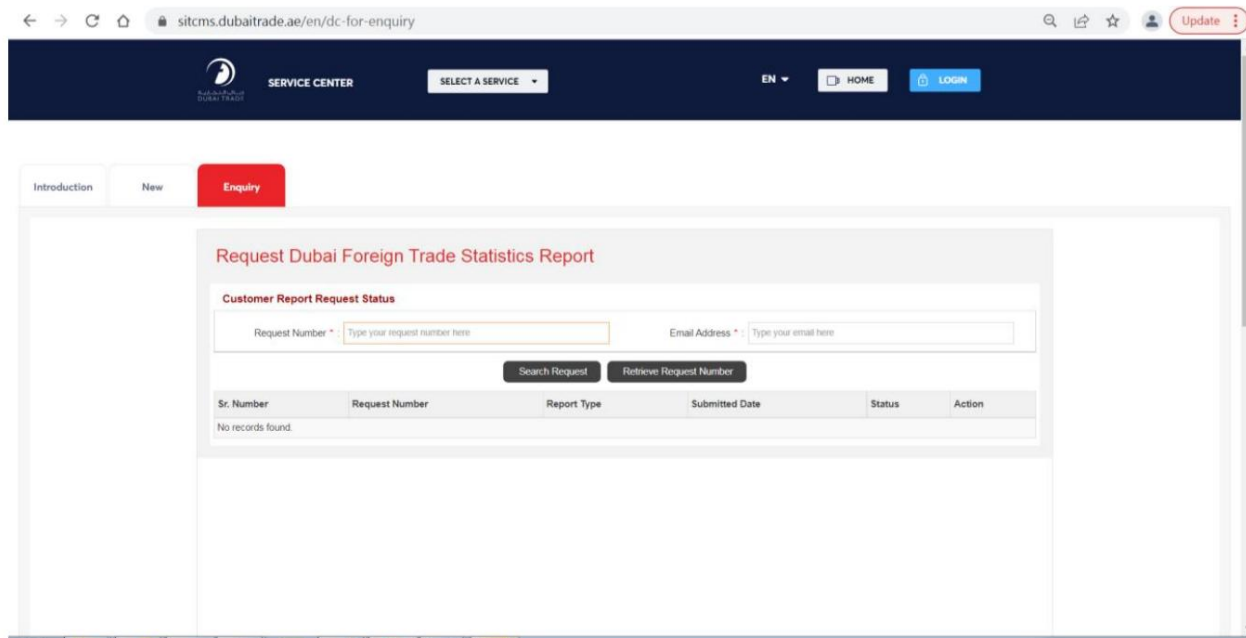 sitcms.dubaitrade.ae/en/dc-for-enquiry
Update
DUBAI TRADE
SERVICE CENTER
SELECT A SERVICE
EN
HOME
LOGIN
Introduction New Enquiry
Request Dubai Foreign Trade Statistics Report
Customer Report Request Status
Request Number * : Type your request number here Email Address * : Type your email here
Search Request Retrieve Request Number
Sr. Number Request Number Report Type Submitted Date Status Action
No records found.